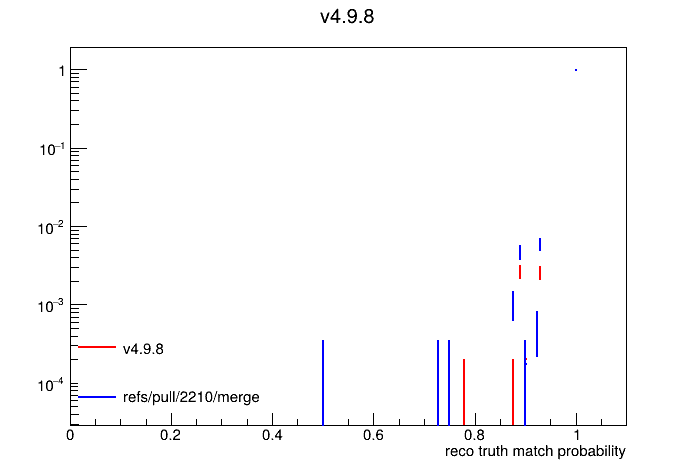 v4.9.8
1
10⁻¹
10⁻²
10⁻³
10⁻⁴
v4.9.8
refs/pull/2210/merge
0 0.2 0.4 0.6 0.8 1
reco truth match probability